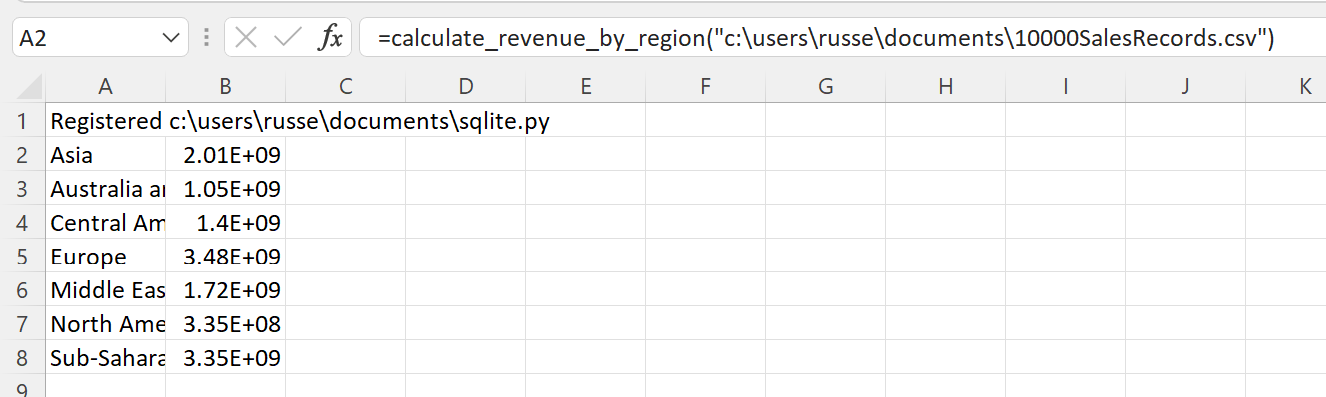 A2 fx =calculate_revenue_by_region("c:\users\russe\documents\10000SalesRecords.csv")
A B C D E F G H I J K
1 Registered c:\users\russe\documents\sqlite.py
2 Asia 2.01E+09
3 Australia ar 1.05E+09
4 Central Am 1.4E+09
5 Europe 3.48E+09
6 Middle Eas 1.72E+09
7 North Ame 3.35E+08
8 Sub-Sahara 3.35E+09
9